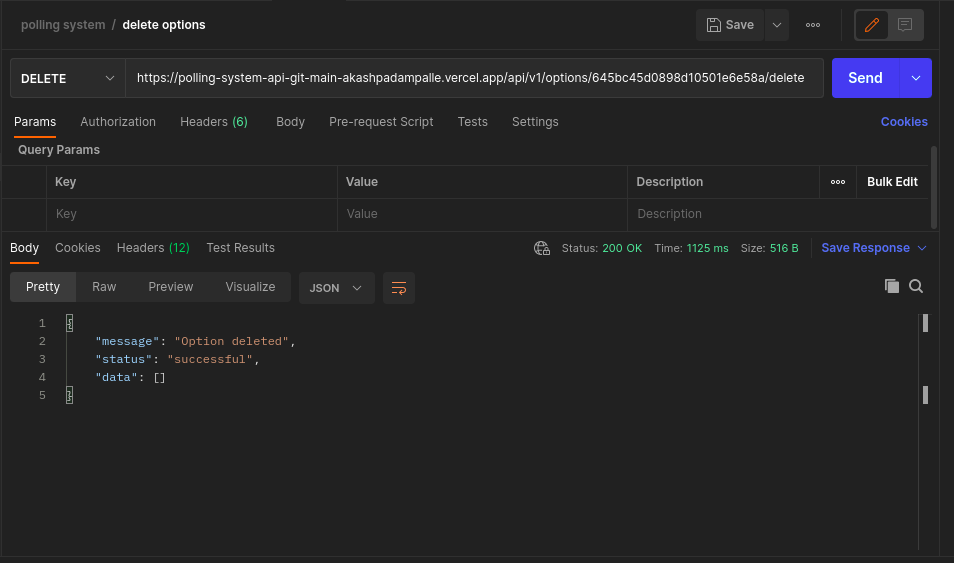 polling system / delete options
Save
DELETE https://polling-system-api-git-main-akashpadampalle.vercel.app/api/v1/options/645bc45d0898d10501e6e58a/delete Send
Params Authorization Headers (6) Body Pre-request Script Tests Settings Cookies
Query Params
Key Value Description Bulk Edit
Key Value Description
Body Cookies Headers (12) Test Results Status: 200 OK Time: 1125 ms Size: 516 B Save Response
Pretty Raw Preview Visualize JSON
1 {
2 "message": "Option deleted",
3 "status": "successful",
4 "data": []
5 }